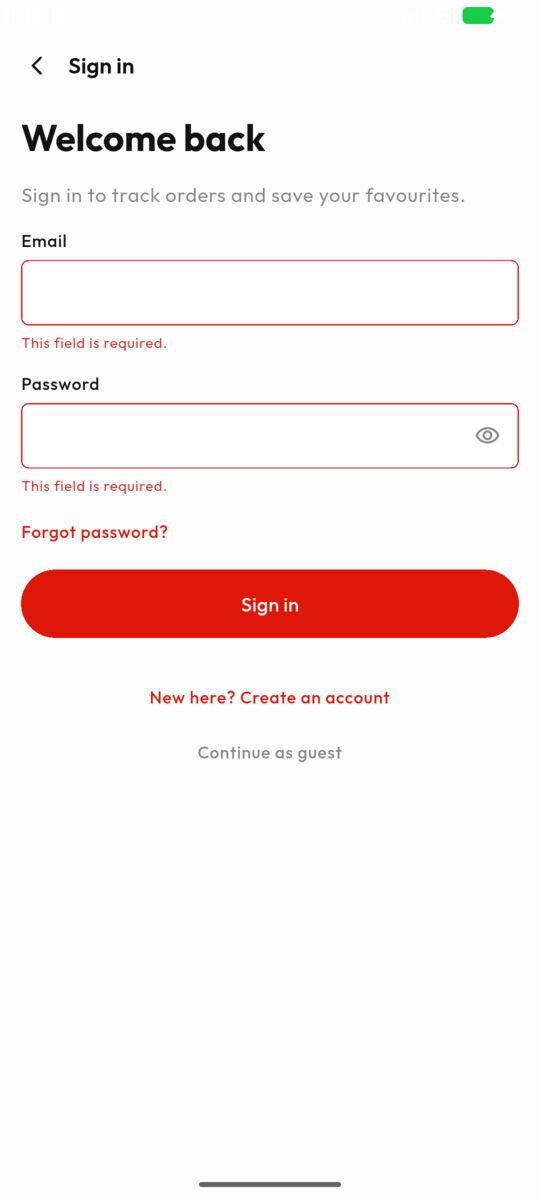 Sign in
Welcome back
Sign in to track orders and save your favourites.
Email
This field is required.
Password
This field is required.
Forgot password?
Sign in
New here? Create an account
Continue as guest